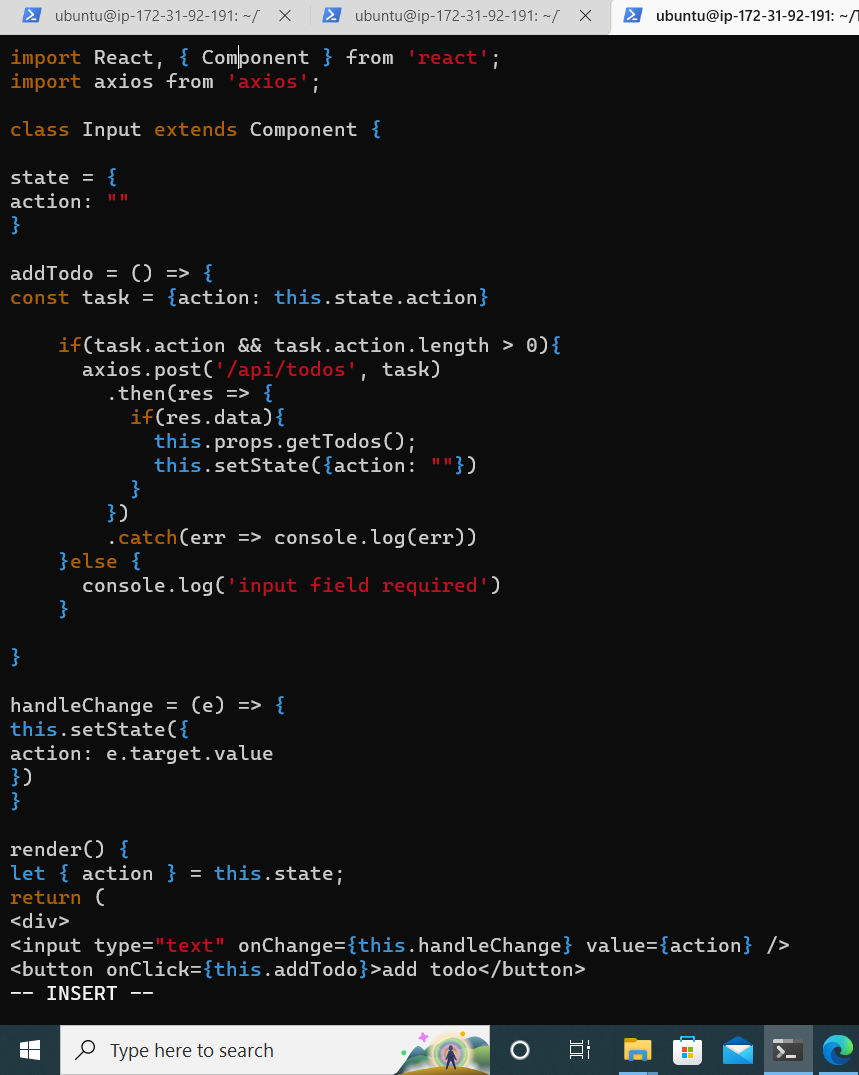 ubuntu@ip-172-31-92-191: ~/T ubuntu@ip-172-31-92-191: ~/T ubuntu@ip-172-31-92-191: ~/T
import React, { Component } from 'react';
import axios from 'axios';
class Input extends Component {
state = {
action: ""
}
addTodo = () => {
const task = {action: this.state.action}
    if(task.action && task.action.length > 0){
      axios.post('/api/todos', task)
        .then(res => {
          if(res.data){
            this.props.getTodos();
            this.setState({action: ""})
          }
        })
        .catch(err => console.log(err))
    }else {
      console.log('input field required')
    }
}
handleChange = (e) => {
this.setState({
action: e.target.value
})
}
render() {
let { action } = this.state;
return (
<div>
<input type="text" onChange={this.handleChange} value={action} />
<button onClick={this.addTodo}>add todo</button>
-- INSERT --
Type here to search